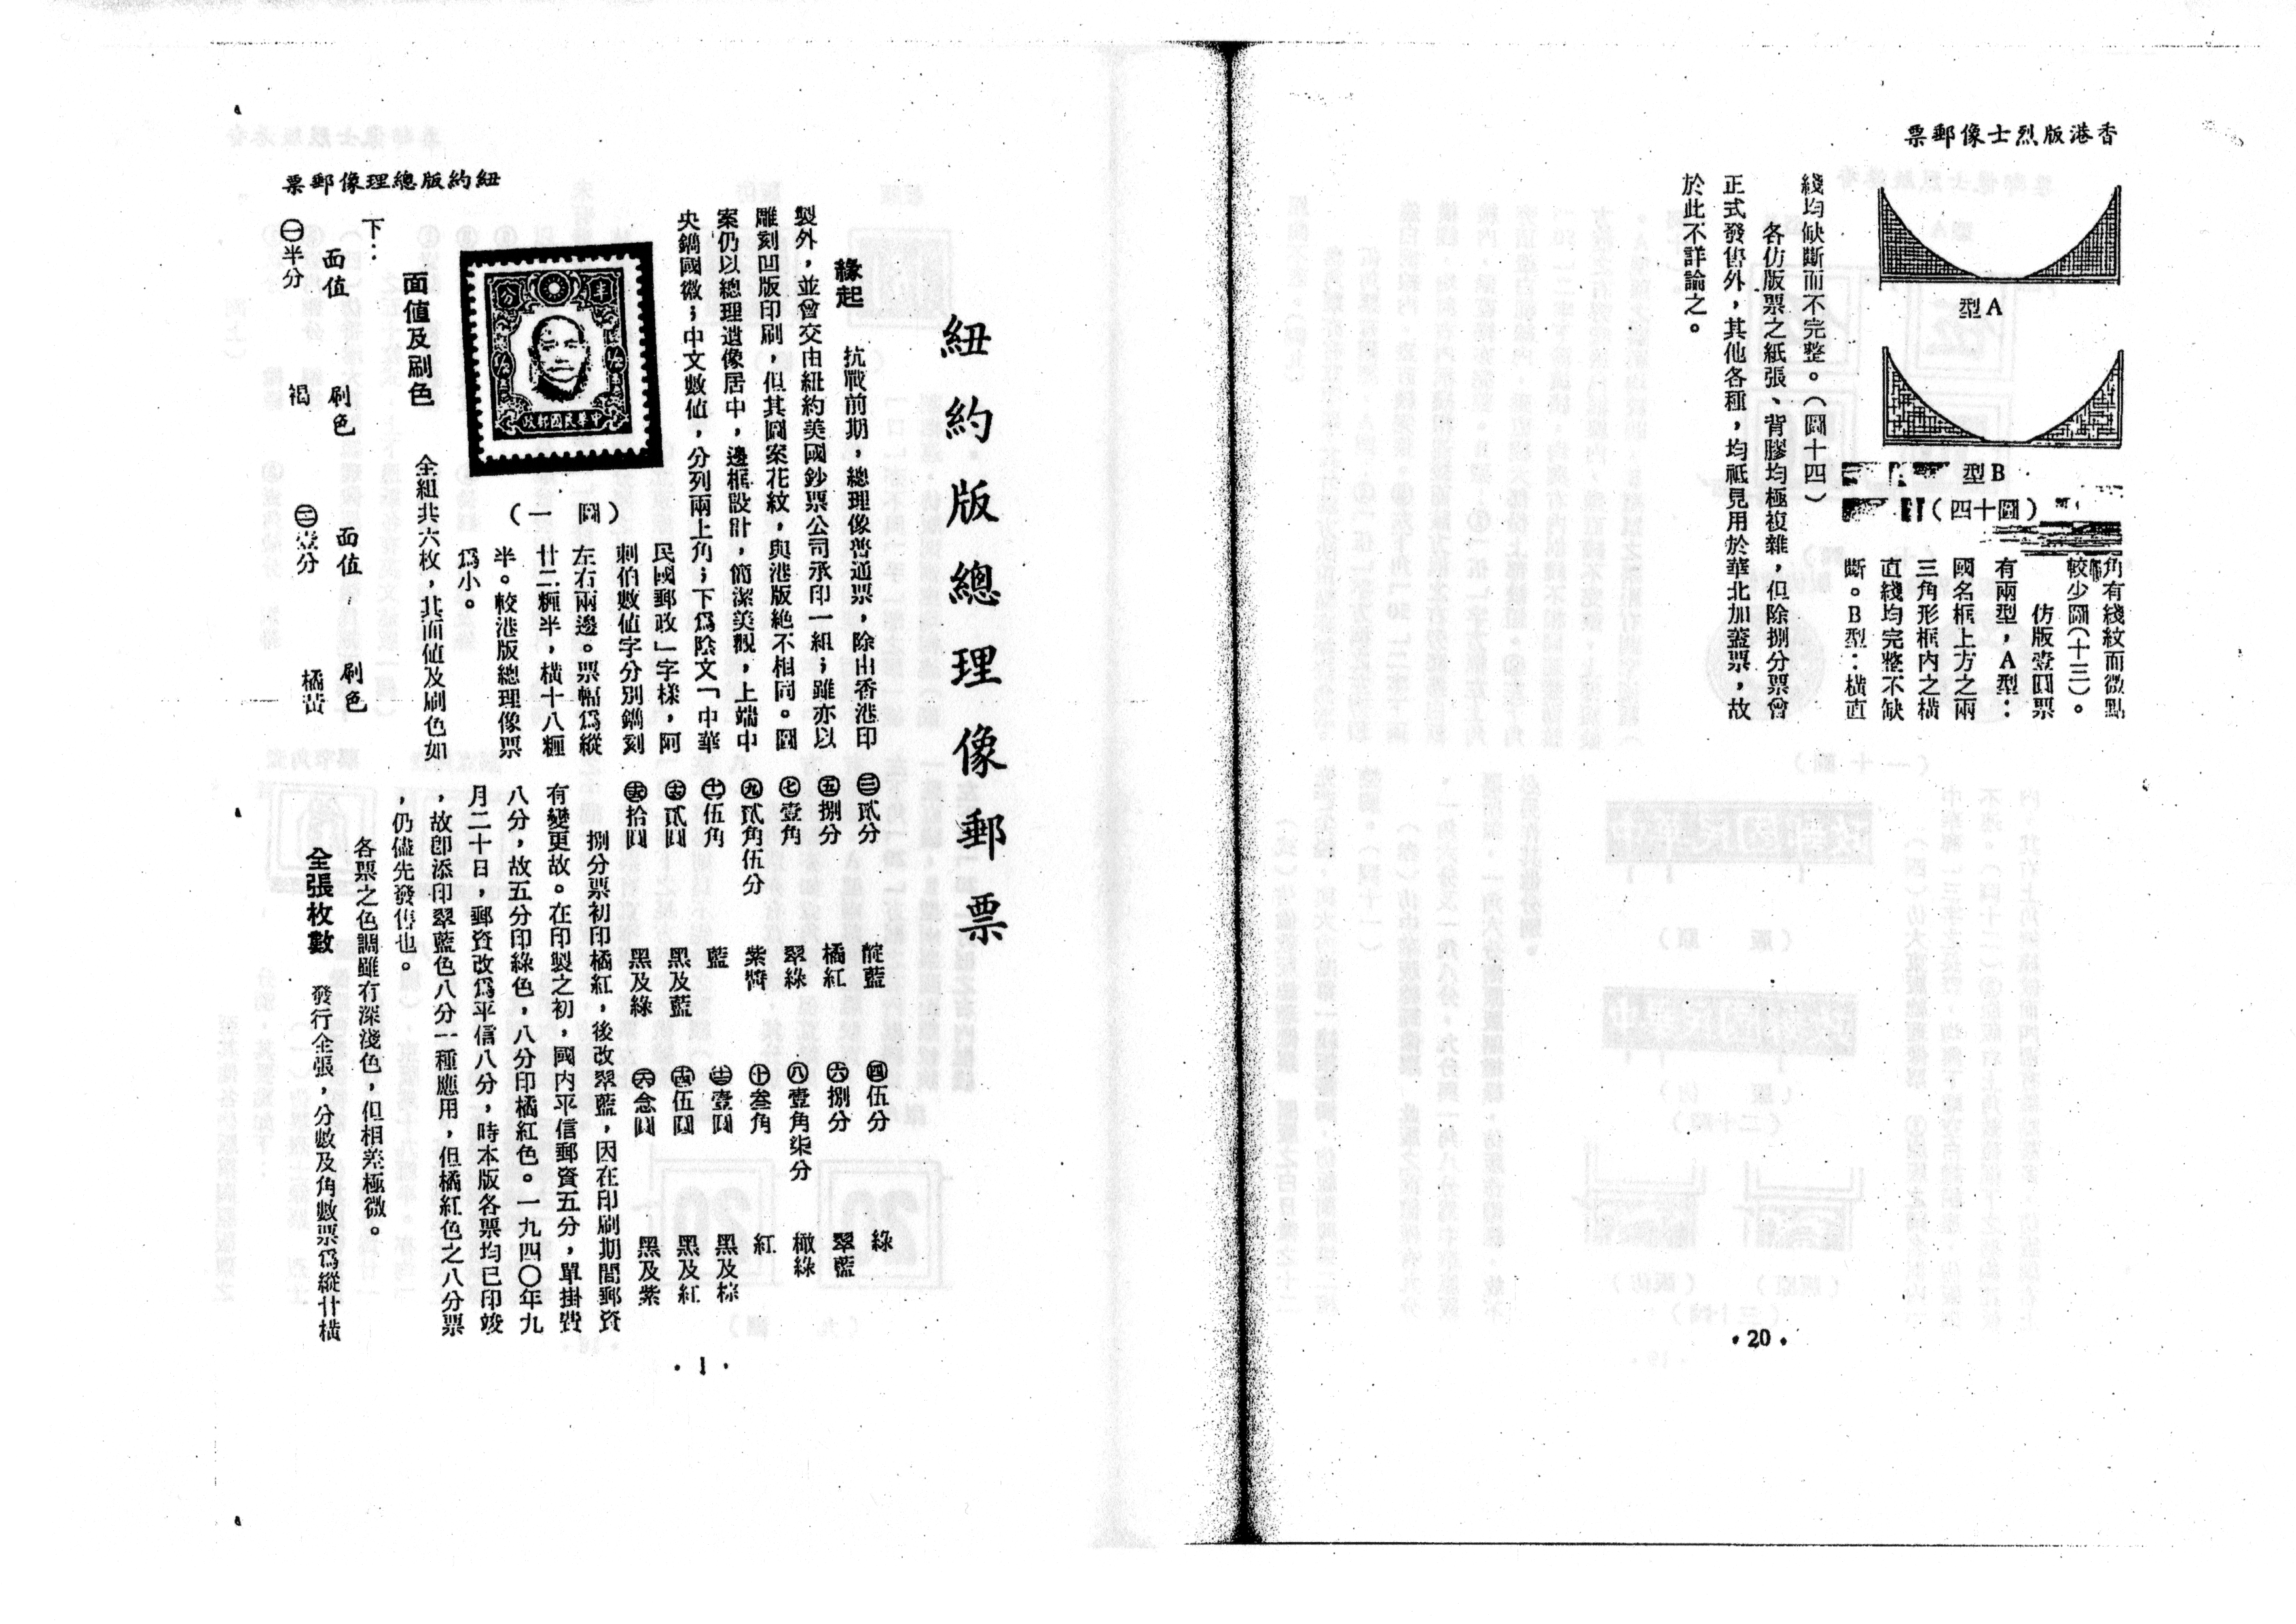 香港版烈士像郵票
型A
型B
（圖十四）
角有綫紋而微點
較少圖（十三）。
仿版壹圓票
有兩型，A型：
國名框上方之兩
三角形框內之橫
直綫均完整不缺
斷。B型：橫直
綫均缺斷而不完整。（圖十四）
各仿版票之紙張、背膠均極複雜，但除捌分票曾
正式發售外，其他各種，均祇見用於華北加蓋票，故
於此不詳論之。
• 20 •
紐約版總理像郵票
紐約版總理像郵票
緣起　抗戰前期，總理像普通票，除由香港印
製外，並曾交由紐約美國鈔票公司承印一組；雖亦以
雕刻凹版印刷，但其圖案花紋，與港版絶不相同。圖
案仍以總理遺像居中，邊框設計，簡潔美觀，上端中
央鐫國徽；中文數值，分列兩上角；下爲陰文「中華
民國郵政」字樣，阿
剌伯數值字分別鐫刻
左右兩邊。票幅爲縱
廿二糎半，橫十八糎
半。較港版總理像票
爲小。
半
分
½
½
中華民國郵政
（圖一）
面值及刷色　全組共六枚，其面值及刷色如
下：
面值　刷色　面值　刷色
㊀半分　褐　㊁壹分　橘黃
㊂貳分　靛藍　㊃伍分　綠
㊄捌分　橘紅　㊅捌分　翠藍
㊆壹角　翠綠　㊇壹角柒分　橄綠
㊈貳角伍分　紫醬　㊉叁角　紅
㊉一伍角　藍　㊉二壹圓　黑及棕
㊉三貳圓　黑及藍　㊉四伍圓　黑及紅
㊉五拾圓　黑及綠　㊉六念圓　黑及紫
捌分票初印橘紅，後改翠藍，因在印刷期間郵資
有變更故。在印製之初，國內平信郵資五分，單掛費
八分，故五分印綠色，八分印橘紅色。一九四〇年九
月二十日，郵資改爲平信八分，時本版各票均已印竣
，故卽添印翠藍色八分一種應用，但橘紅色之八分票
，仍儘先發售也。
各票之色調雖有深淺色，但相差極微。
全張枚數　發行全張，分數及角數票爲縱廿橫
• 1 •